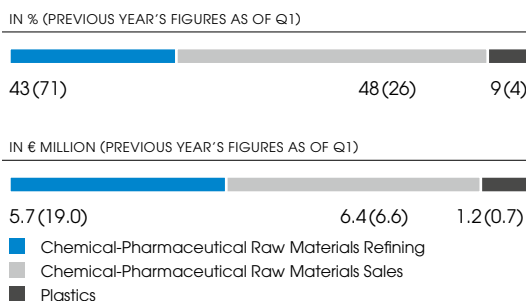 IN % (PREVIOUS YEAR'S FIGURES AS OF Q1)
43 (71) 48 (26) 9 (4)
IN € MILLION (PREVIOUS YEAR'S FIGURES AS OF Q1)
5.7 (19.0) 6.4 (6.6) 1.2 (0.7)
Chemical-Pharmaceutical Raw Materials Refining
Chemical-Pharmaceutical Raw Materials Sales
Plastics